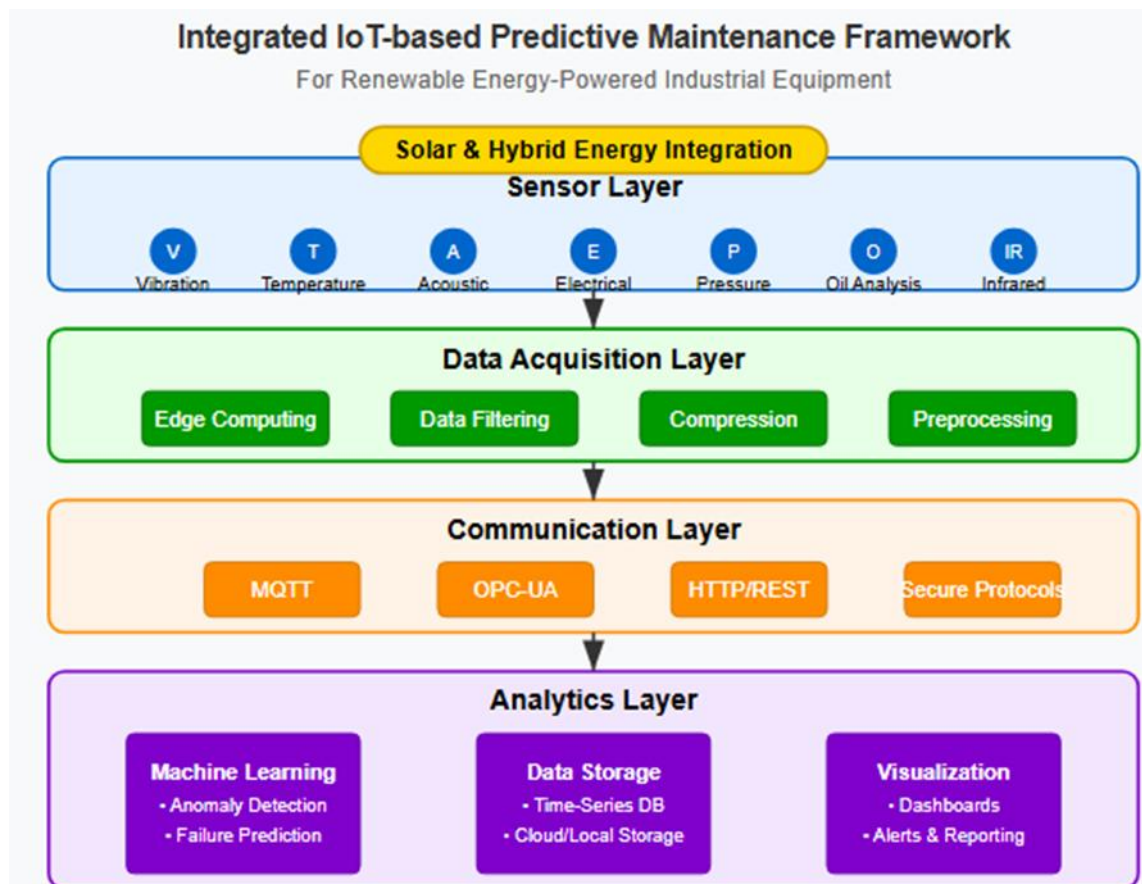 Integrated IoT-based Predictive Maintenance Framework
For Renewable Energy-Powered Industrial Equipment
Solar & Hybrid Energy Integration
Sensor Layer
V T A E P O IR
Vibration Temperature Acoustic Electrical Pressure Oil Analysis Infrared
Data Acquisition Layer
Edge Computing Data Filtering Compression Preprocessing
Communication Layer
MQTT OPC-UA HTTP/REST Secure Protocols
Analytics Layer
Machine Learning Data Storage Visualization
• Anomaly Detection • Time-Series DB • Dashboards
• Failure Prediction • Cloud/Local Storage • Alerts & Reporting